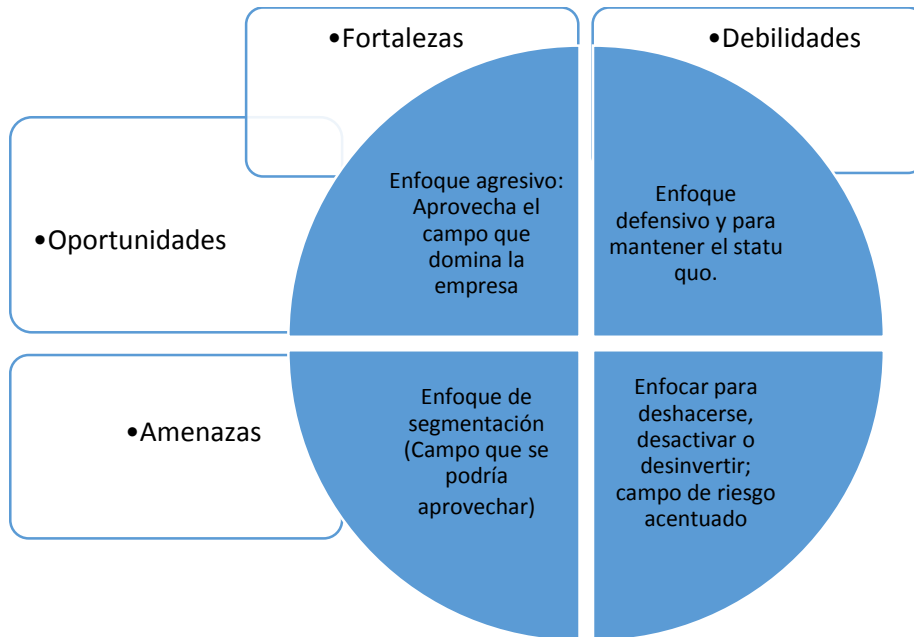 •Fortalezas
•Debilidades
•Oportunidades
Enfoque agresivo:
Aprovecha el
campo que
domina la
empresa
Enfoque
defensivo y para
mantener el statu
quo.
•Amenazas
Enfoque de
segmentación
(Campo que se
podría
aprovechar)
Enfocar para
deshacerse,
desactivar o
desinvertir;
campo de riesgo
acentuado